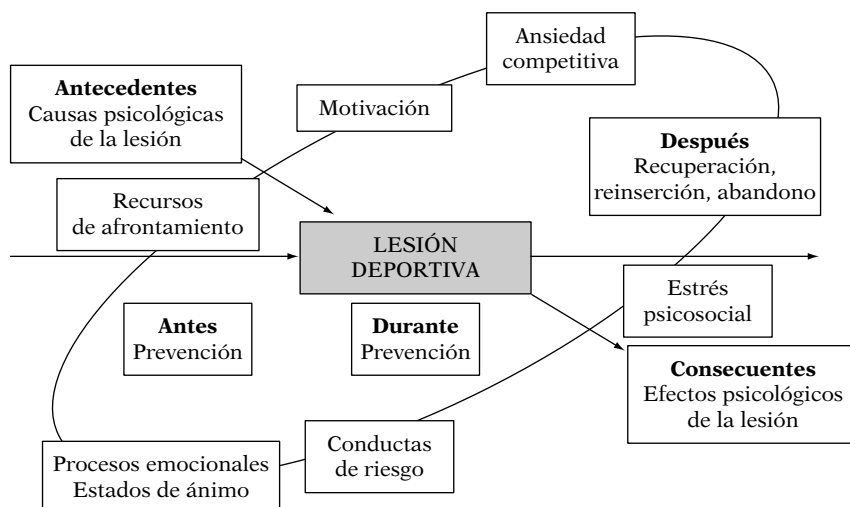 Ansiedad
competitiva
Antecedentes
Causas psicológicas
de la lesión
Motivación
Después
Recuperación,
reinserción, abandono
Recursos
de afrontamiento
LESIÓN
DEPORTIVA
Estrés
psicosocial
Antes
Prevención
Durante
Prevención
Consecuentes
Efectos psicológicos
de la lesión
Conductas
de riesgo
Procesos emocionales
Estados de ánimo